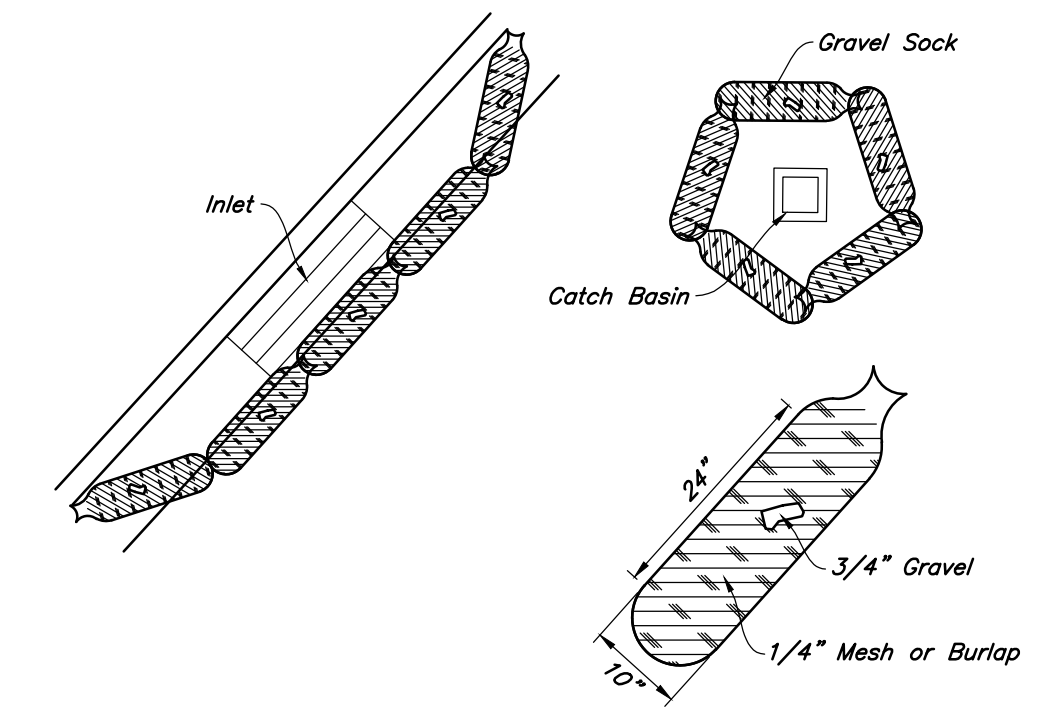 Gravel Sock
Inlet
Catch Basin
24"
3/4" Gravel
1/4" Mesh or Burlap
10"